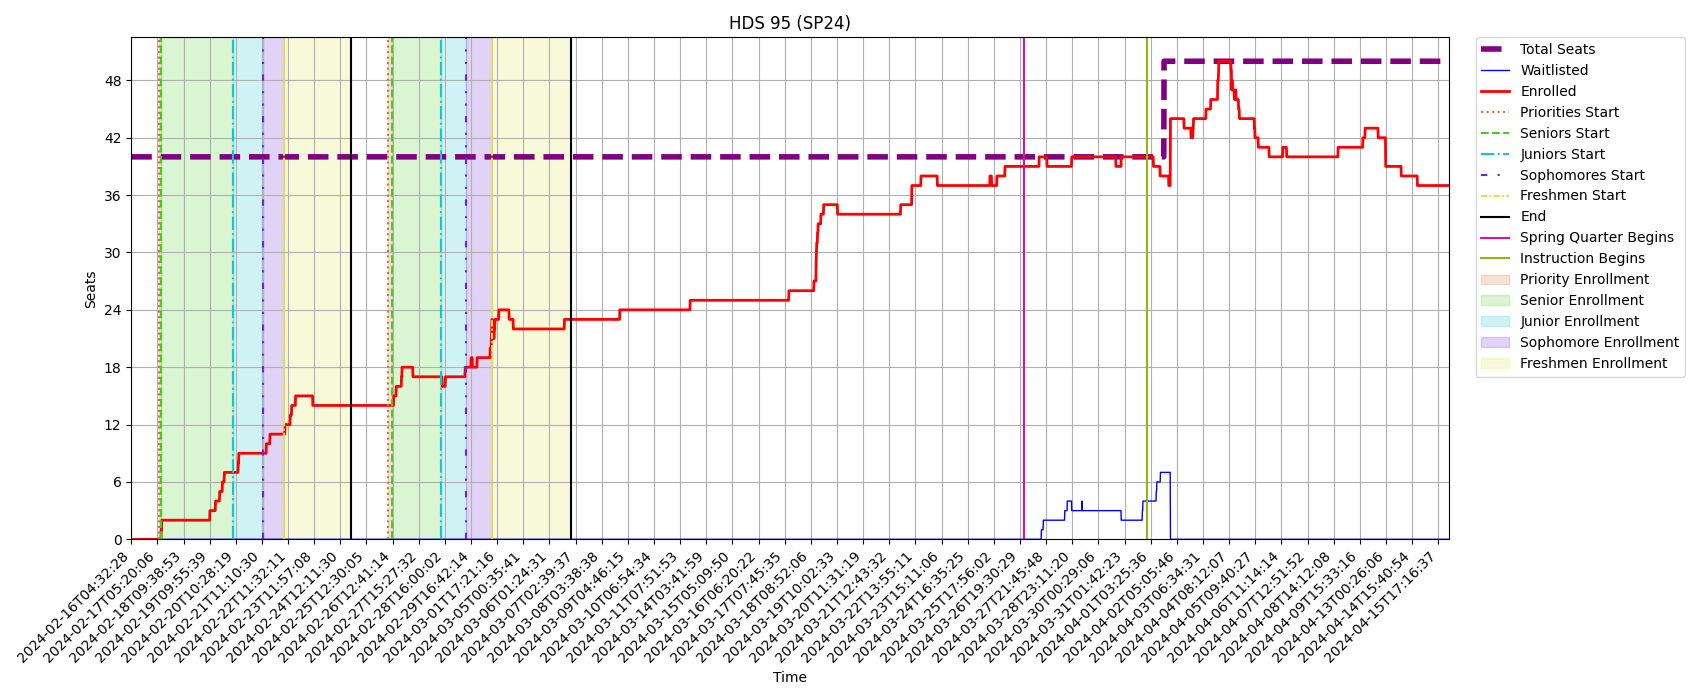 HDS 95 (SP24)
Seats
48
42
36
30
24
18
12
6
0
2024-02-16T04:32:28
2024-02-17T05:20:06
2024-02-18T09:38:53
2024-02-19T09:55:39
2024-02-20T10:28:19
2024-02-21T11:10:30
2024-02-22T11:32:11
2024-02-23T11:57:08
2024-02-24T12:11:30
2024-02-25T12:30:05
2024-02-26T12:41:14
2024-02-27T15:27:32
2024-02-28T16:00:02
2024-02-29T16:42:14
2024-03-01T17:21:16
2024-03-05T00:35:41
2024-03-06T01:24:31
2024-03-07T02:39:37
2024-03-08T03:38:38
2024-03-09T04:46:15
2024-03-10T06:54:34
2024-03-11T07:51:53
2024-03-14T03:41:59
2024-03-15T05:09:50
2024-03-16T06:20:22
2024-03-17T07:45:35
2024-03-18T08:52:06
2024-03-20T11:02:33
2024-03-20T11:31:19
2024-03-21T12:43:32
2024-03-22T13:55:11
2024-03-23T15:11:06
2024-03-24T16:35:25
2024-03-25T17:56:02
2024-03-26T19:30:29
2024-03-27T21:45:48
2024-03-28T23:11:20
2024-03-30T00:29:06
2024-03-31T01:42:23
2024-04-01T03:25:36
2024-04-02T05:05:46
2024-04-03T06:34:31
2024-04-04T08:12:07
2024-04-05T09:40:27
2024-04-06T11:14:14
2024-04-07T12:51:52
2024-04-08T14:12:08
2024-04-09T15:33:16
2024-04-13T00:26:06
2024-04-14T15:40:54
2024-04-15T17:16:37
Time
Total Seats
Waitlisted
Enrolled
Priorities Start
Seniors Start
Juniors Start
Sophomores Start
Freshmen Start
End
Spring Quarter Begins
Instruction Begins
Priority Enrollment
Senior Enrollment
Junior Enrollment
Sophomore Enrollment
Freshmen Enrollment